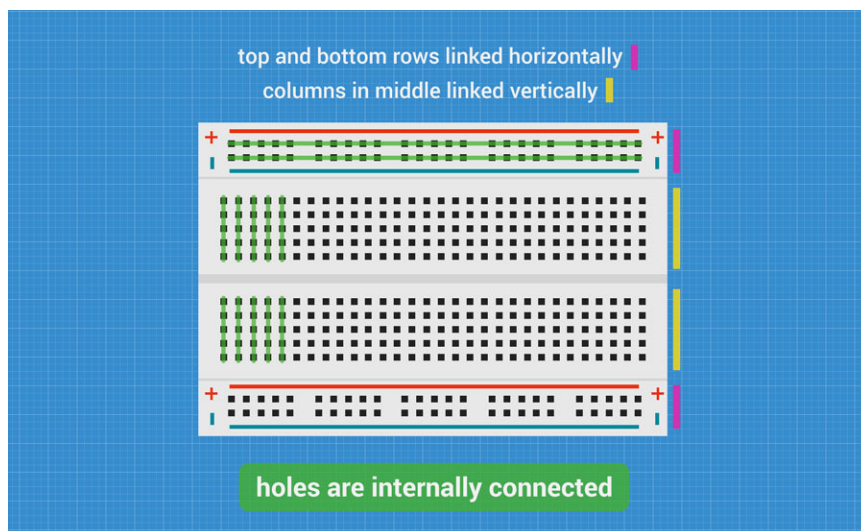 top and bottom rows linked horizontally
columns in middle linked vertically
+ +
- -
+ +
- -
holes are internally connected